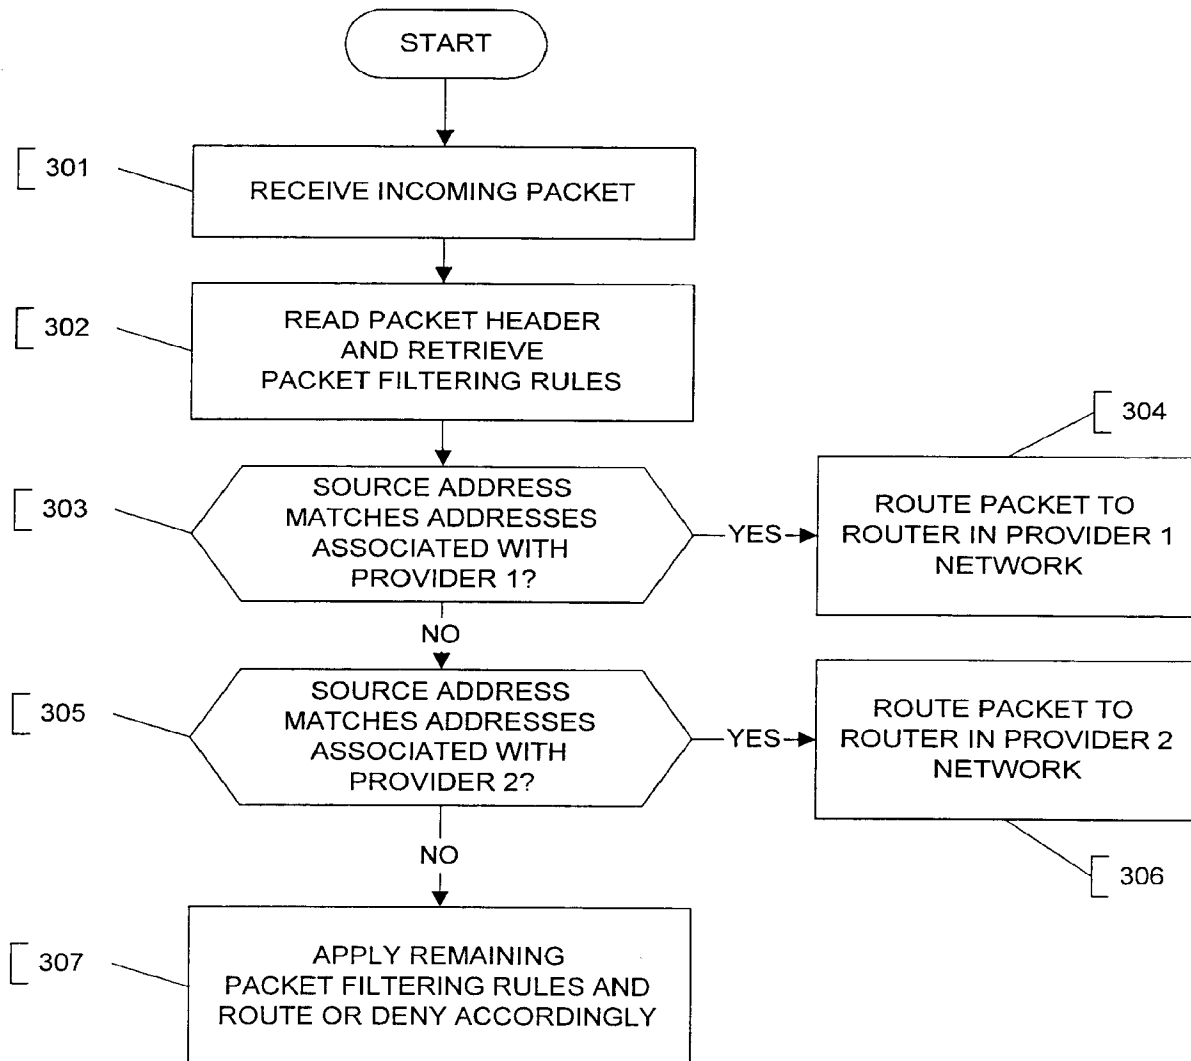 START
301
RECEIVE INCOMING PACKET
302
READ PACKET HEADER
AND RETRIEVE
PACKET FILTERING RULES
303
SOURCE ADDRESS
MATCHES ADDRESSES
ASSOCIATED WITH
PROVIDER 1?
YES
304
ROUTE PACKET TO
ROUTER IN PROVIDER 1
NETWORK
NO
305
SOURCE ADDRESS
MATCHES ADDRESSES
ASSOCIATED WITH
PROVIDER 2?
YES
ROUTE PACKET TO
ROUTER IN PROVIDER 2
NETWORK
306
NO
307
APPLY REMAINING
PACKET FILTERING RULES AND
ROUTE OR DENY ACCORDINGLY